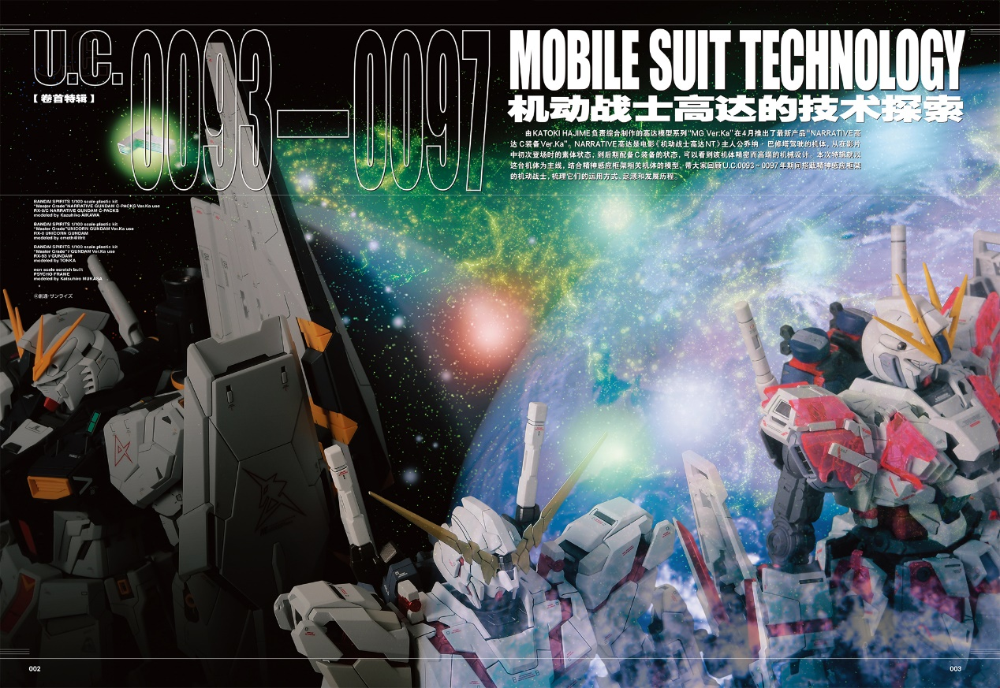 U.C.
0093—0097
【 卷首特辑 】
MOBILE SUIT TECHNOLOGY
机动战士高达的技术探索
由KATOKI HAJIME负责综合制作的高达模型系列“MG Ver.Ka”在4月推出了最新产品“NARRATIVE高
达 C装备 Ver.Ka”。NARRATIVE高达是电影《机动战士高达NT》主人公乔纳·巴修塔驾驶的机体，从在影片
中初次登场时的素体状态，到后期配备C装备的状态，可以看到该机体精密而高端的机械设计。本次特辑就以
这台机体为主线，结合精神感应框架相关机体的模型，带大家回顾U.C.0093～0097年期间搭载精神感应框架
的机动战士，梳理它们的运用方式、起源和发展历程。
BANDAI SPIRITS 1/100 scale plastic kit
"Master Grade"NARRATIVE GUNDAM C-PACKS Ver.Ka use
RX-9/C NARRATIVE GUNDAM C-PACKS
modeled by Kazuhiko AIKAWA
BANDAI SPIRITS 1/100 scale plastic kit
"Master Grade"UNICORN GUNDAM Ver.Ka use
RX-0 UNICORN GUNDAM
modeled by emeth@ifrit
BANDAI SPIRITS 1/100 scale plastic kit
"Master Grade"νGUNDAM Ver.Ka use
RX-93 νGUNDAM
modeled by TONKA
non scale scratch built
PSYCHO FRAME
modeled by Katsuhiro MUKASA
©創通・サンライズ
002
003